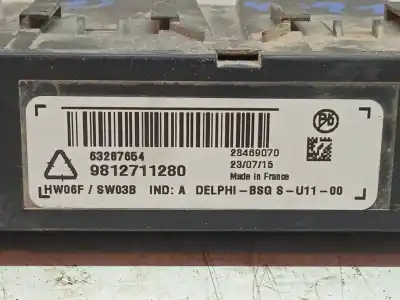 63287654
28469070
9812711280
23/07/15
Made in France
HW06F / SW03B IND: A DELPHI-BSG S-U11-00